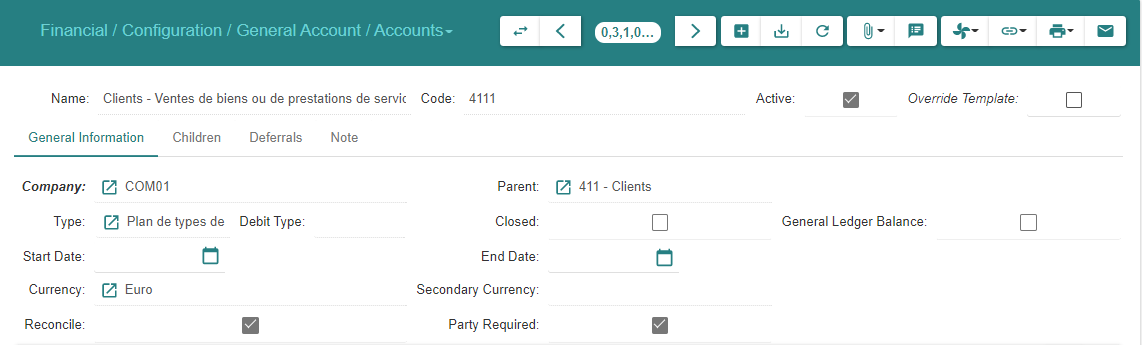 Financial / Configuration / General Account / Accounts
0,3,1,0...
Name: Clients - Ventes de biens ou de prestations de servic Code: 4111 Active: Override Template:
General Information Children Deferrals Note
Company: COM01 Parent: 411 - Clients
Type: Plan de types de Debit Type: Closed: General Ledger Balance:
Start Date: End Date:
Currency: Euro Secondary Currency:
Reconcile: Party Required: